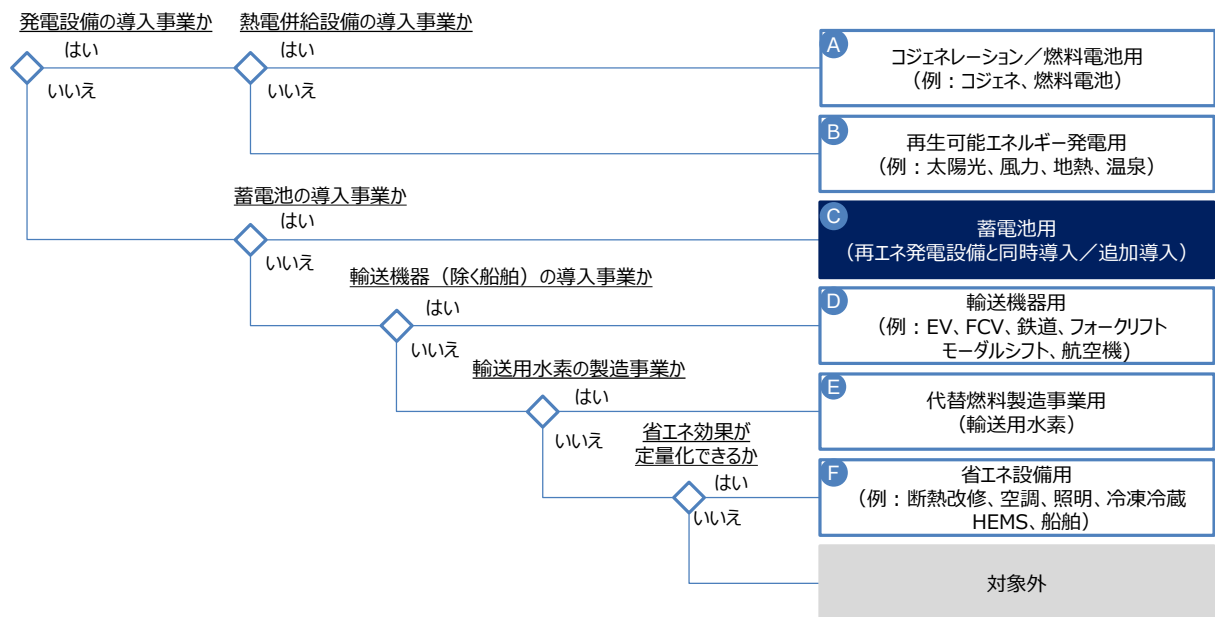 発電設備の導入事業か
熱電併給設備の導入事業か
はい
はい
いいえ
いいえ
A
コジェネレーション／燃料電池用
（例：コジェネ、燃料電池）
B
再生可能エネルギー発電用
（例：太陽光、風力、地熱、温泉）
蓄電池の導入事業か
はい
いいえ
C
蓄電池用
（再エネ発電設備と同時導入／追加導入）
輸送機器（除く船舶）の導入事業か
はい
いいえ
D
輸送機器用
（例：EV、FCV、鉄道、フォークリフト
モーダルシフト、航空機)
輸送用水素の製造事業か
はい
いいえ
E
代替燃料製造事業用
（輸送用水素）
省エネ効果が
定量化できるか
はい
いいえ
F
省エネ設備用
（例：断熱改修、空調、照明、冷凍冷蔵
HEMS、船舶）
対象外